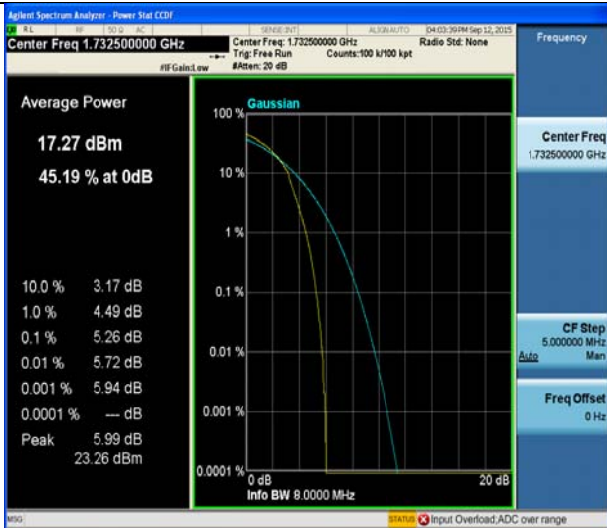 Agilent Spectrum Analyzer - Power Stat CCDF
RL RF 50 Ω AC SENSE:INT ALIGN AUTO 04:03:39 PM Sep 12, 2015
Center Freq 1.732500000 GHz
Center Freq: 1.732500000 GHz Radio Std: None
Trig: Free Run Counts:100 k/100 kpt
#IFGain:Low #Atten: 20 dB
Frequency
Average Power
17.27 dBm
45.19 % at 0dB
10.0 % 3.17 dB
1.0 % 4.49 dB
0.1 % 5.26 dB
0.01 % 5.72 dB
0.001 % 5.94 dB
0.0001 % --- dB
Peak 5.99 dB
23.26 dBm
Gaussian
100 %
10 %
1 %
0.1 %
0.01 %
0.001 %
0.0001 %
0 dB 20 dB
Info BW 8.0000 MHz
Center Freq
1.732500000 GHz
CF Step
5.000000 MHz
Auto Man
Freq Offset
0 Hz
MSG STATUS Input Overload;ADC over range